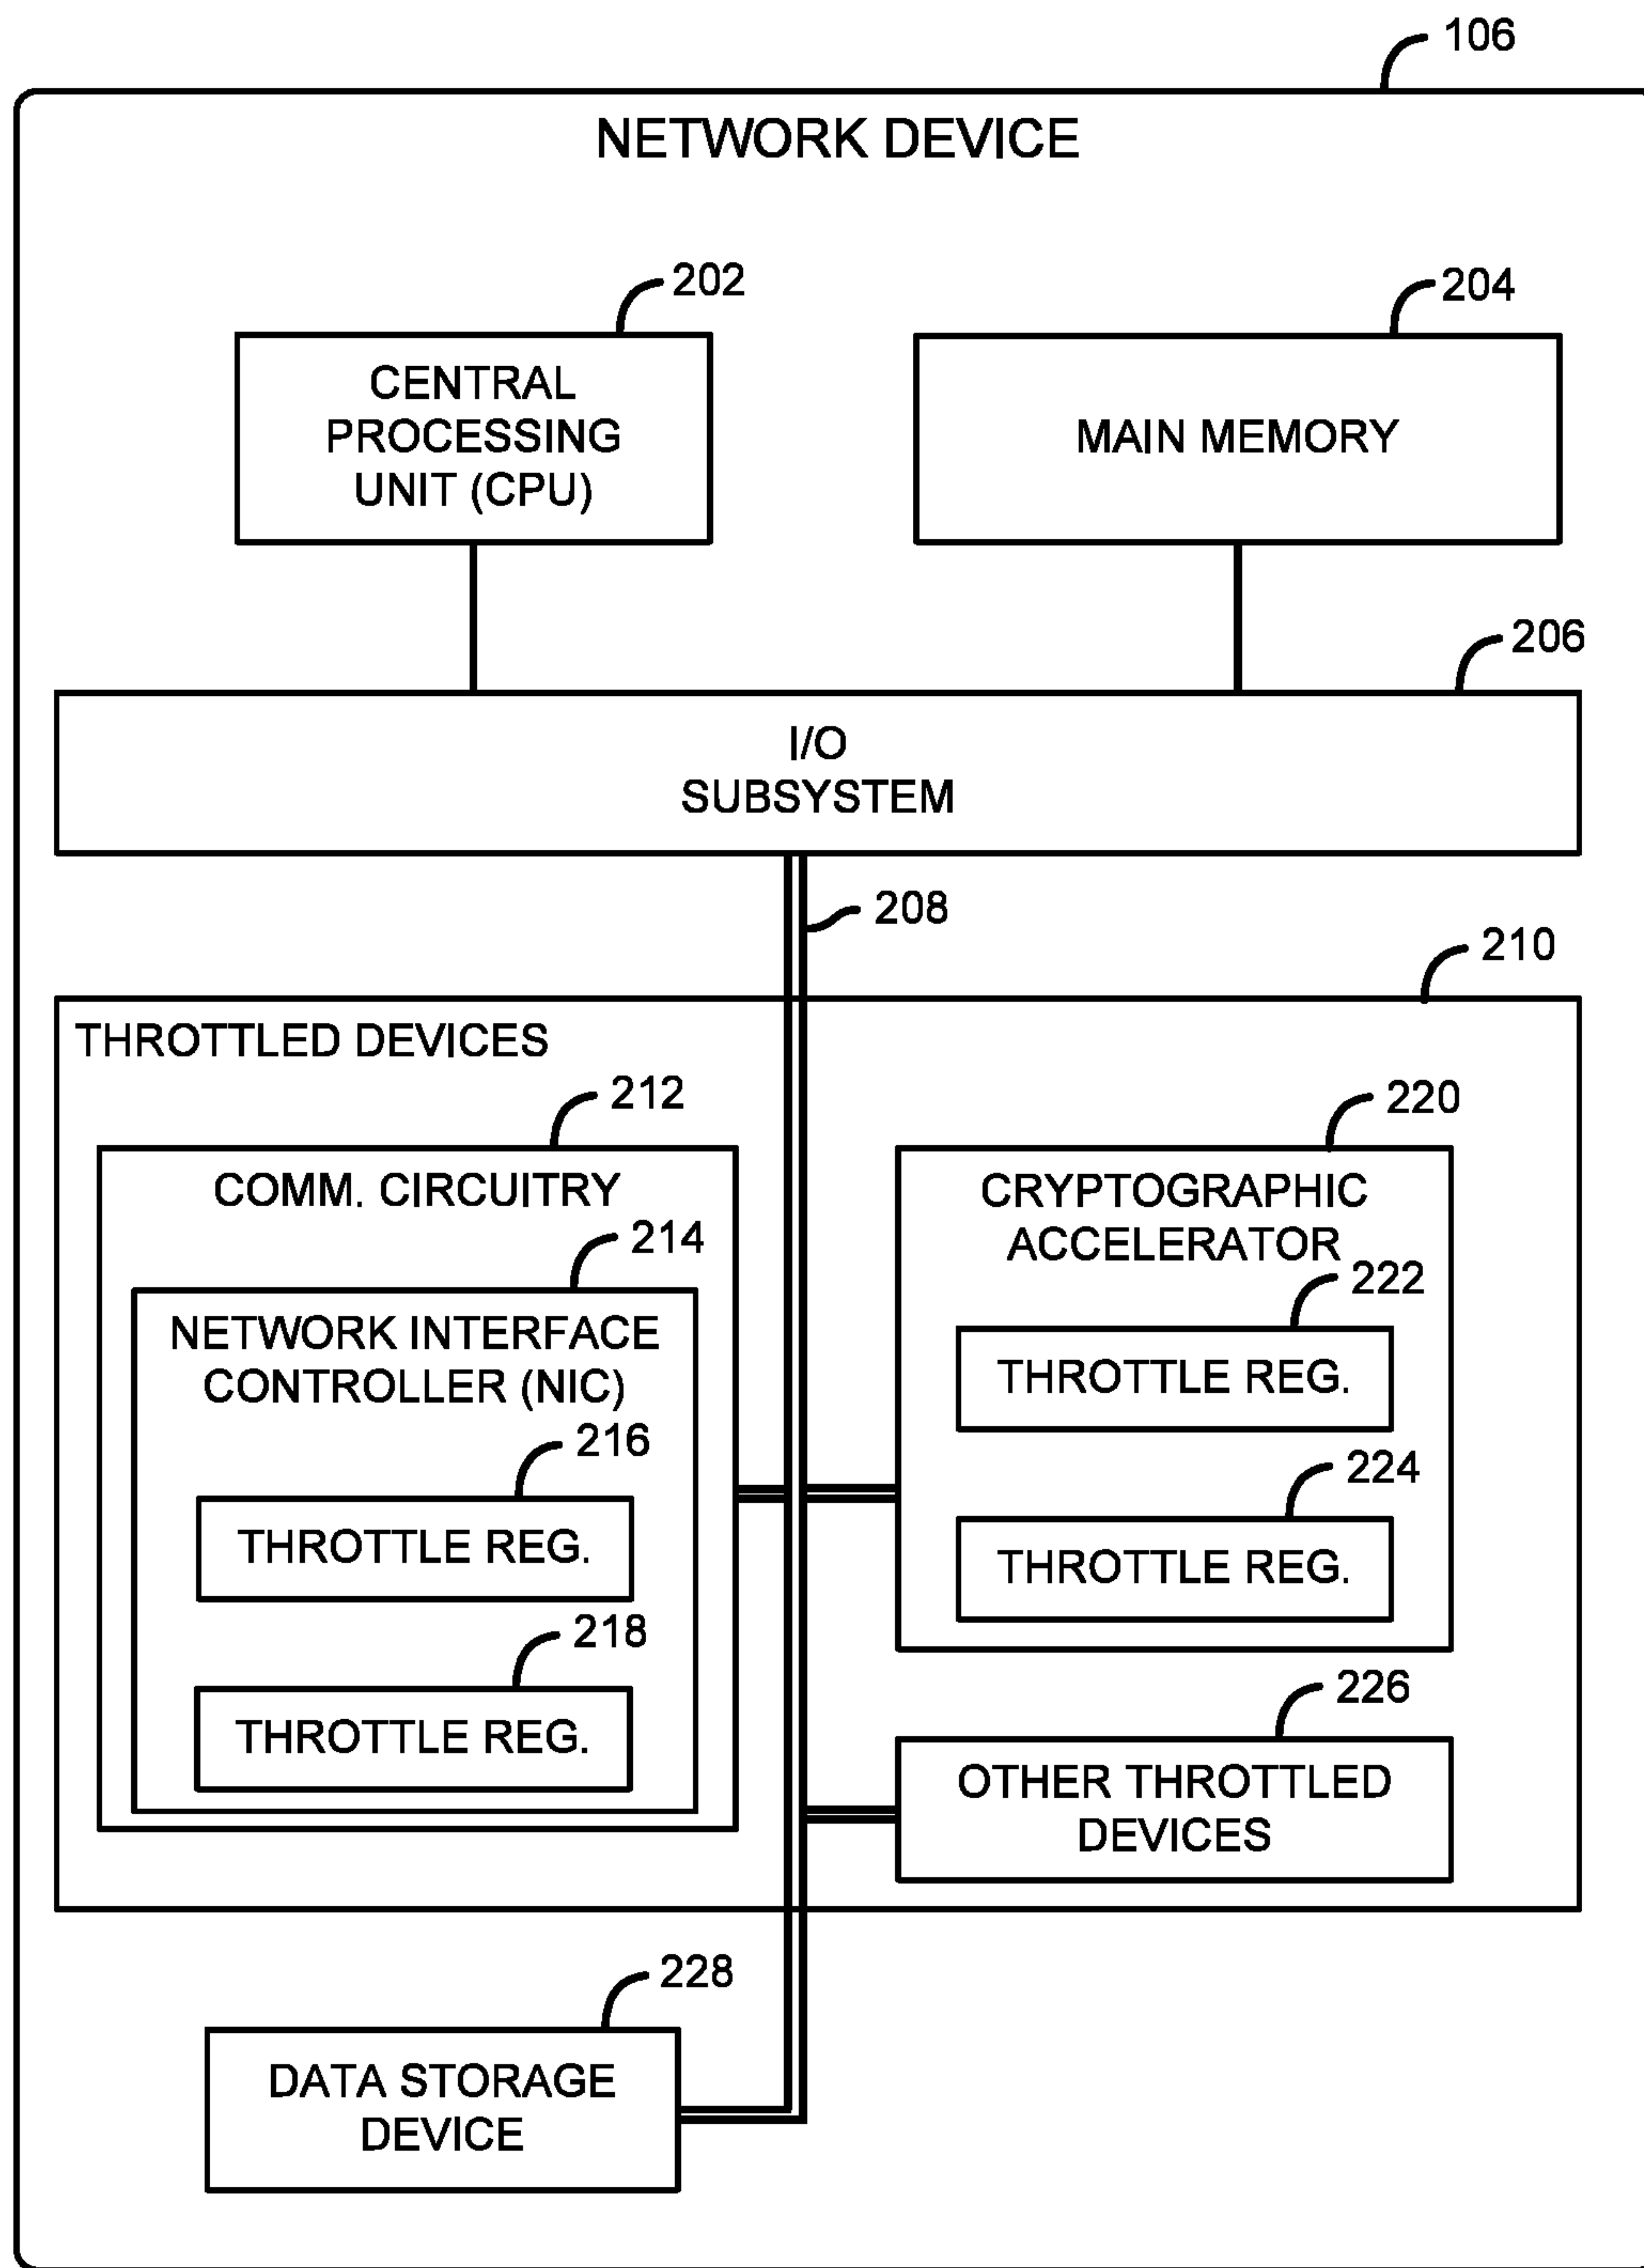 106
NETWORK DEVICE
202
204
CENTRAL
PROCESSING
UNIT (CPU)
MAIN MEMORY
206
I/O
SUBSYSTEM
208
210
THROTTLED DEVICES
212
COMM. CIRCUITRY
214
NETWORK INTERFACE
CONTROLLER (NIC)
216
THROTTLE REG.
218
THROTTLE REG.
220
CRYPTOGRAPHIC
ACCELERATOR
222
THROTTLE REG.
224
THROTTLE REG.
226
OTHER THROTTLED
DEVICES
228
DATA STORAGE
DEVICE